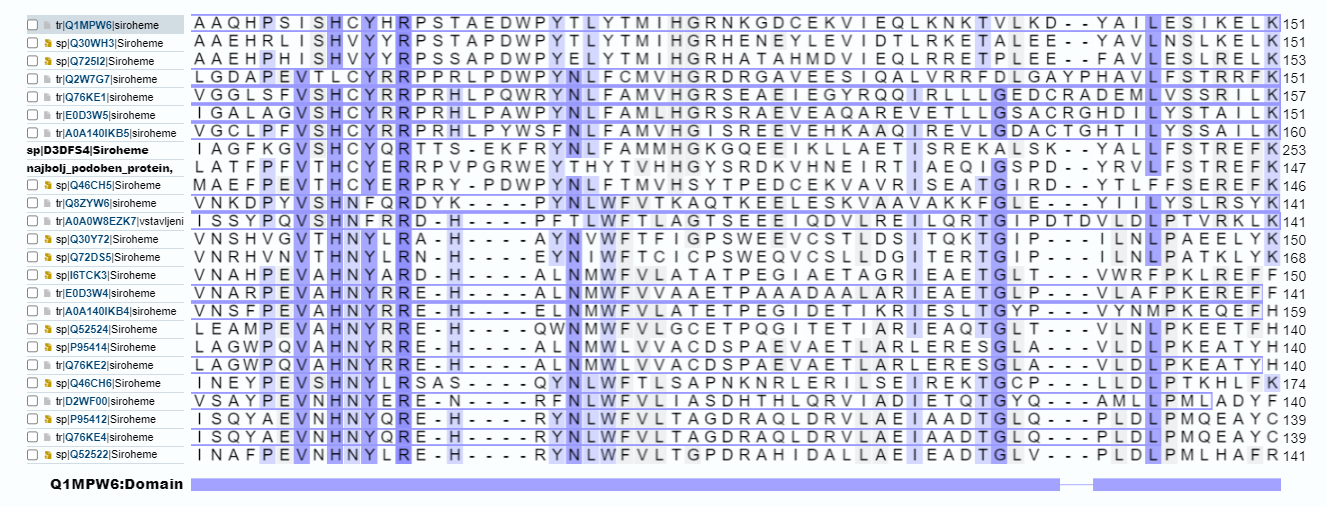 tr|Q1MPW6|siroheme AAQHPSISHCYHRPSTAEDWPYTLYTMIHGRNKGDCEKVIEQLKNKTVLKD--YAILESIKELK 151
sp|Q30WH3|Siroheme AAEHRLISHVYYRPSTAPDWPYTLYTMIHGRHENEYLEVIDTLRKETALEE--YAVLNSLKELK 151
sp|Q725I2|Siroheme AAEHPHISHVYYRPSSAPDWPYELYTMIHGRHATAHMDVIEQLRRETPLEE--FAVLESLRELK 153
tr|Q2W7G7|siroheme LGDAPEVTLCYRRPPRLPDWPYNLFCMVHGRDRGAVEESIQALVRRFDLGAYPHAVLFSTRRFK 151
tr|Q76KE1|siroheme VGGLSFVSHCYRRPRHLPQWRYNLFAMVHGRSEAEIEGYRQQIRLLLGEDCRADEMLVSSRILK 157
tr|E0D3W5|siroheme IGALAGVSHCYRRPRHLPAWRYNLFAMVHGRSRAEVEAQAREVETLLGSACRGHDILYSTAILK 151
tr|A0A140IKB5|siroheme VGCLPFVSHCYRRPRHLPYWSFNLFAMLHGISREEVEHKAAQIREVLGDACTGHTILYSSAILK 160
sp|D3DFS4|Siroheme IAGFKGVSHCYQRTTS-EKFRYNLFAMMHGKGQEEIKLLAETISREKALSK--YALLFSTREFK 253
najbolj_podoben_protein, LATFPFVTHCYERRPVPGRWEYTHYTVHHGYSRDKVHNEIRTIAEQIGSPD--YRVLFSEREFK 147
sp|Q46CH5|Siroheme MAEFPEVTHCYERPRY-PDWPYNLFTMVHSYTPEDCEKVAVRISEATGIRD--YTLFFSEREFK 146
tr|Q8ZYW6|siroheme VNKDPYVSHNFQRDYK----PYNLWFVTKAQTKEELESKVAAVAKKFGLE---YIILYSLRSYK 141
tr|A0A0W8EZK7|vstavljeni ISSYPQVSHNFRRD-H----PFTLWFTLAGTSEEEIQDVLREILQRTGIPDTDVLDLPTVRKLK 141
sp|Q30Y72|Siroheme VNSHVGVTHNYLRA-H----AYNVWFTFIGPSWEEVCSTLDSITQKTGIP---ILNLPAEELYK 150
sp|Q72DS5|Siroheme VNRHVNVTHNYLRN-H----EYNIWFTCICPSWEQVCSLLDGITERTGIP---ILNLPATKLYK 168
sp|I6TCK3|Siroheme VNAHPEVAHNYARD-H----ALNMWFVLATATPEGIAETAGRIEAETGLT---VWRFPKLREFF 150
tr|E0D3W4|siroheme VNARPEVAHNYRRE-H----ALNMWFVVAAETPAAADAALARIEAETGLP---VLAFPKEREFF 141
tr|A0A140IKB4|siroheme VNSFPEVAHNYRRE-H----ELNMWFVLATETPEGIDETIKRIESLTGYP---VYNMPKEQEFH 159
sp|Q52524|Siroheme LEAMPEVAHNYRRE-H----QWNLWFVLGCETPQGITETIARIEAQTGLT---VLNLPKEETFH 140
sp|P95414|Siroheme LAGWPQVAHNYRRE-H----ALNMWLVVACDSPAEVAETLARLERESGLA---VLDLPKEATYH 140
tr|Q76KE2|siroheme LAGWPQVAHNYRRE-H----ALNMWLVVACDSPAEVAETLARLERESGLA---VLDLPKEATYH 140
sp|Q46CH6|Siroheme INEYPEVSHNYLRSAS----QYNLWFTLSAPNKNRLERILSEIREKTGCP---LLDLPTKHLFK 174
tr|D2WF00|siroheme VSAYPEVNHNYERE-N----RFNLWFVLIASDHTHLQRVIADIETQTGYQ---AMLLPMLADYF 140
sp|P95412|Siroheme ISQYAEVNHNYQRE-H----RYNLWFVLTAGDRAQLDRVLAEIAADTGLQ---PLDLPMQEAYC 139
tr|Q76KE4|siroheme ISQYAEVNHNYQRE-H----RYNLWFVLTAGDRAQLDRVLAEIAADTGLQ---PLDLPMQEAYC 139
sp|Q52522|Siroheme INAFPEVNHNYLRE-H----RYNLWFVLTGPDRAHIDALLAEIEADTGLV---PLDLPMLHAFR 141
Q1MPW6:Domain